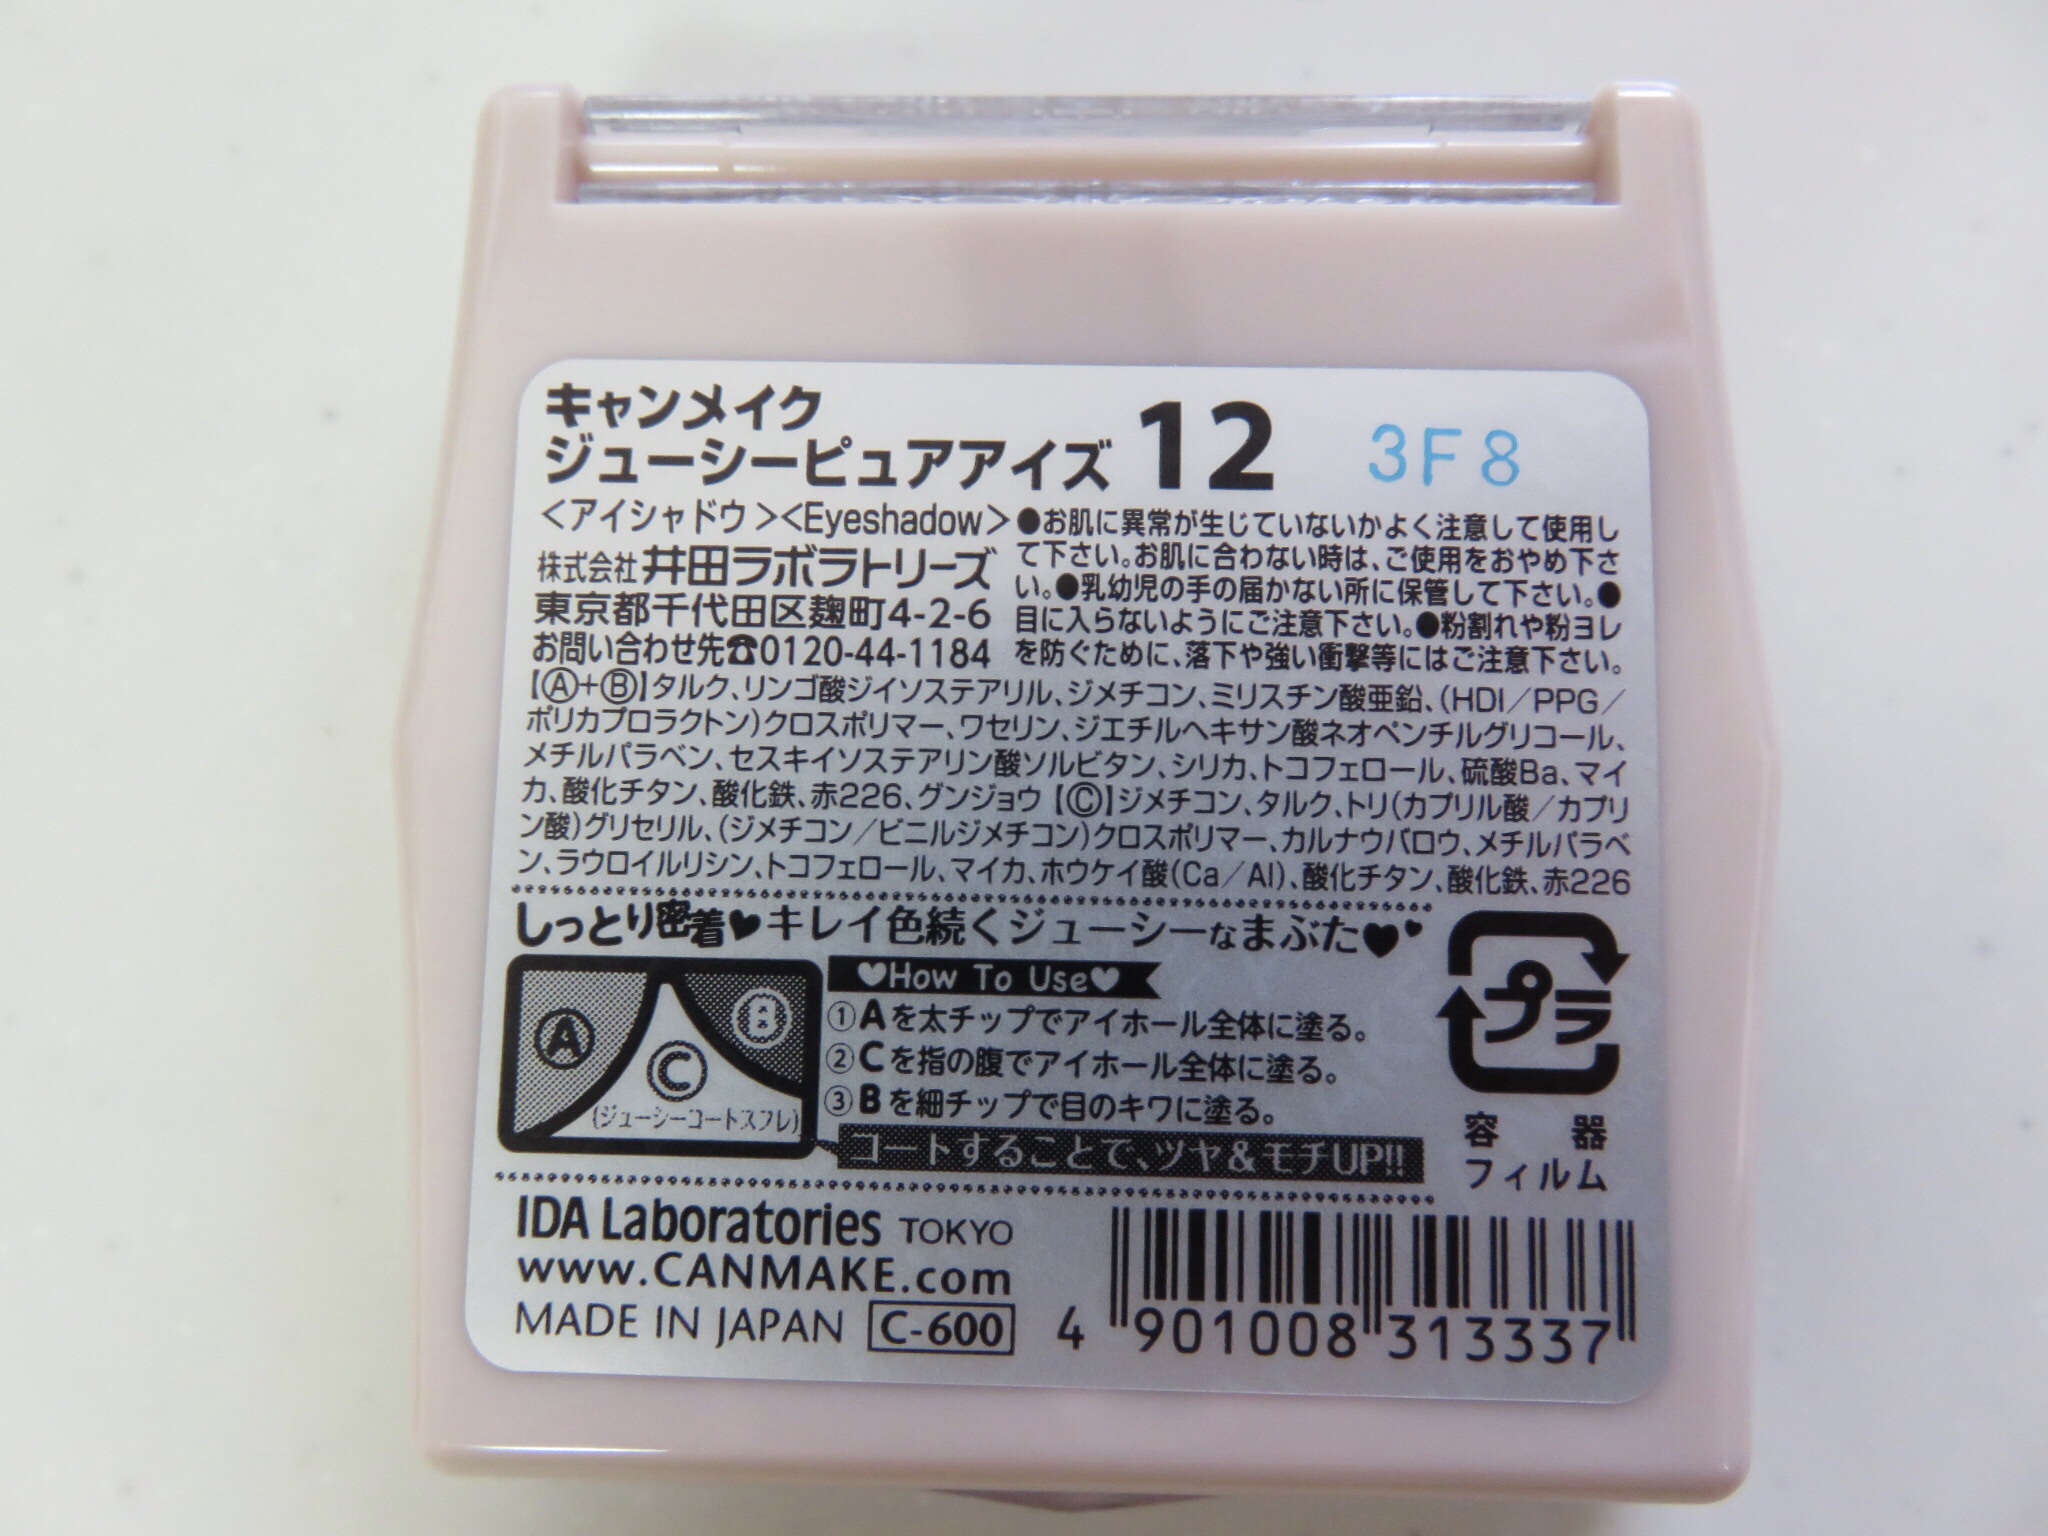 キャンメイク
ジューシーピュアアイズ 12 3F8
<アイシャドウ><Eyeshadow>
株式会社 井田ラボラトリーズ
東京都千代田区麹町4-2-6
お問い合わせ先☎0120-44-1184
●お肌に異常が生じていないかよく注意して使用し
て下さい。お肌に合わない時は、ご使用をおやめ下さ
い。●乳幼児の手の届かない所に保管して下さい。●
目に入らないようにご注意下さい。●粉割れや粉ヨレ
を防ぐために、落下や強い衝撃等にはご注意下さい。
【Ⓐ+Ⓑ】タルク、リンゴ酸ジイソステアリル、ジメチコン、ミリスチン酸亜鉛、(HDI/PPG/
ポリカプロラクトン)クロスポリマー、ワセリン、ジエチルヘキサン酸ネオペンチルグリコール、
メチルパラベン、セスキイソステアリン酸ソルビタン、シリカ、トコフェロール、硫酸Ba、マイ
カ、酸化チタン、酸化鉄、赤226、グンジョウ【Ⓒ】ジメチコン、タルク、トリ(カプリル酸/カプリ
ン酸)グリセリル、(ジメチコン/ビニルジメチコン)クロスポリマー、カルナウバロウ、メチルパラベ
ン、ラウロイルリシン、トコフェロール、マイカ、ホウケイ酸(Ca/Al)、酸化チタン、酸化鉄、赤226
しっとり密着♥キレイ色続くジューシーなまぶた♥♥
Ⓐ Ⓑ
Ⓒ
(ジューシーコートスフレ)
♡How To Use♡
①Aを太チップでアイホール全体に塗る。
②Cを指の腹でアイホール全体に塗る。
③Bを細チップで目のキワに塗る。
コートすることで、ツヤ&モチUP!!
プラ
容器
フィルム
IDA Laboratories TOKYO
www.CANMAKE.com
MADE IN JAPAN C-600
4 901008 313337